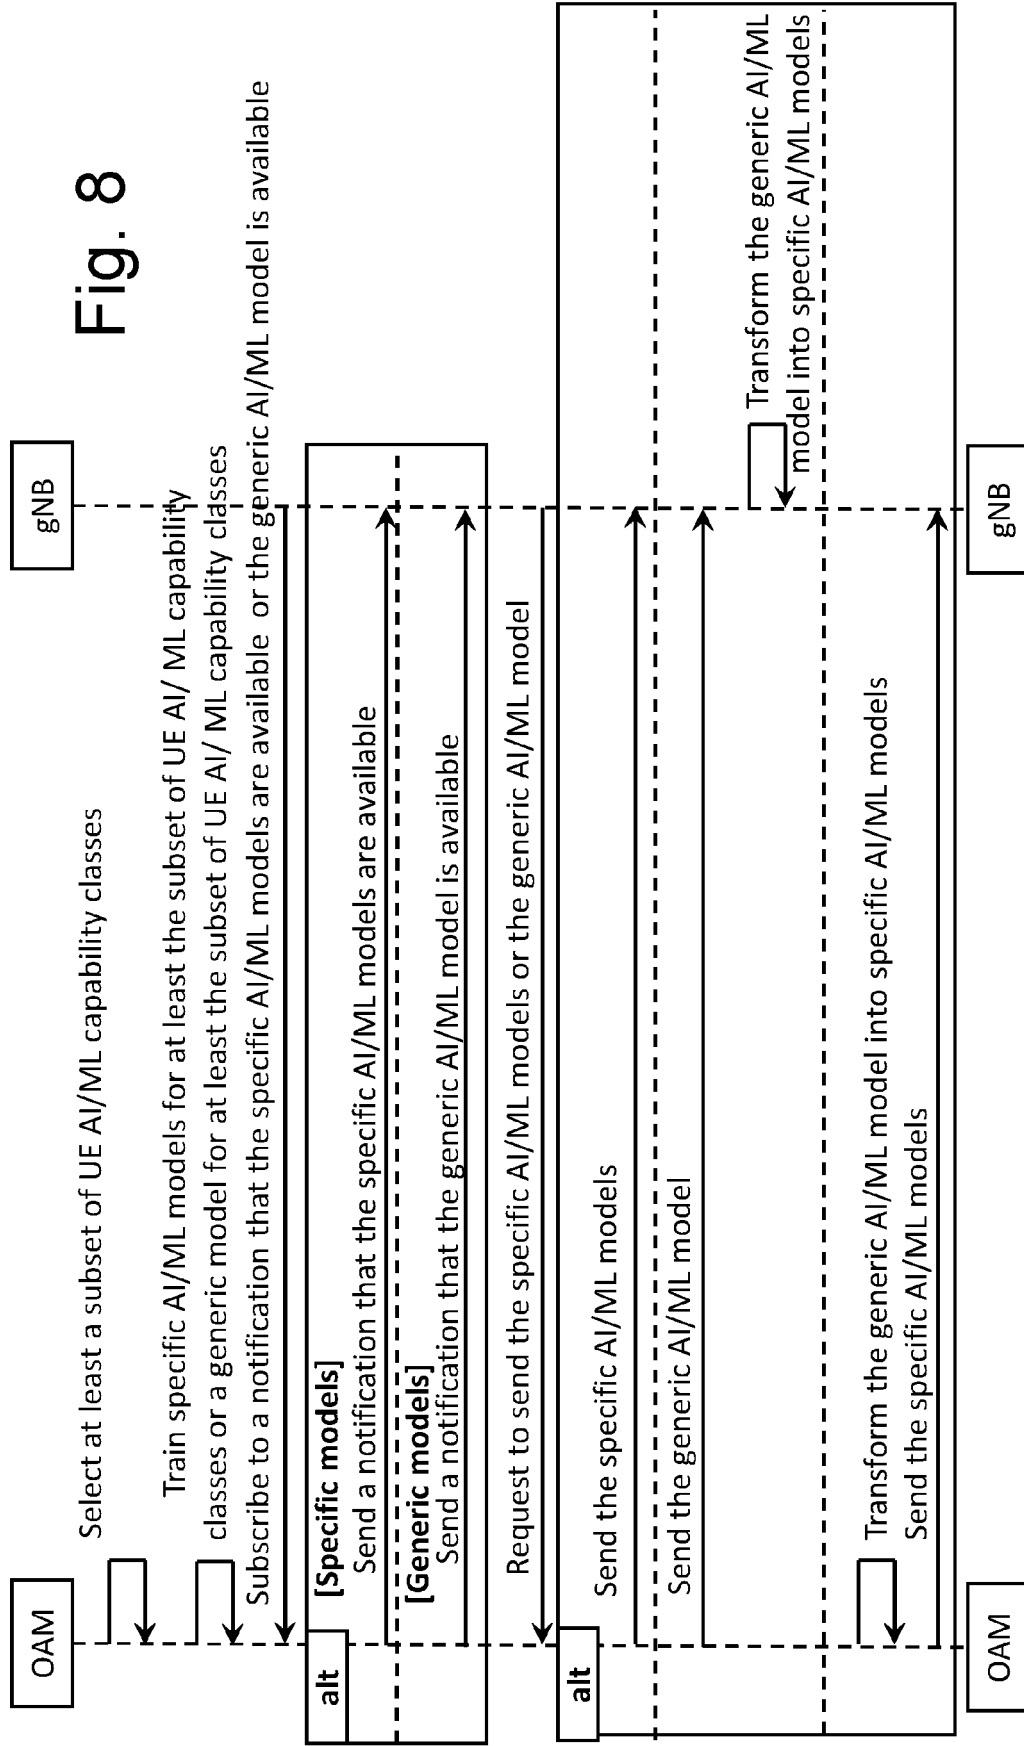 Fig. 8
OAM
gNB
Select at least a subset of UE AI/ML capability classes
Train specific AI/ML models for at least the subset of UE AI/ ML capability
classes or a generic model for at least the subset of UE AI/ ML capability classes
Subscribe to a notification that the specific AI/ML models are available or the generic AI/ML model is available
alt
[Specific models]
Send a notification that the specific AI/ML models are available
[Generic models]
Send a notification that the generic AI/ML model is available
Request to send the specific AI/ML models or the generic AI/ML model
alt
Send the specific AI/ML models
Send the generic AI/ML model
Transform the generic AI/ML
model into specific AI/ML models
Transform the generic AI/ML model into specific AI/ML models
Send the specific AI/ML models
OAM
gNB